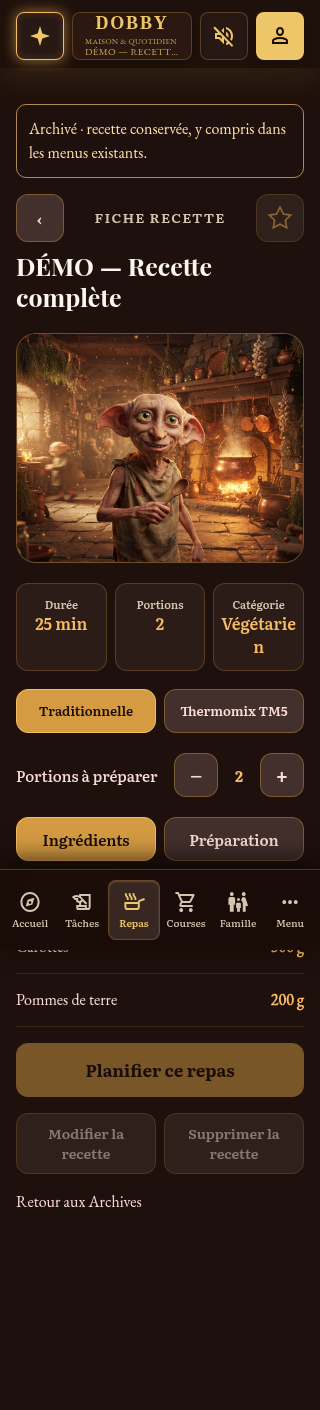 DOBBY
MAISON & QUOTIDIEN
DÉMO — RECETT...
Archivé · recette conservée, y compris dans
les menus existants.
‹
FICHE RECETTE
DÉMO — Recette
complète
Durée
25 min
Portions
2
Catégorie
Végétarie
n
Traditionnelle
Thermomix TM5
Portions à préparer
−
2
+
Ingrédients
Préparation
Accueil
Tâches
Repas
Courses
Famille
Menu
Pommes de terre
200 g
Planifier ce repas
Modifier la
recette
Supprimer la
recette
Retour aux Archives